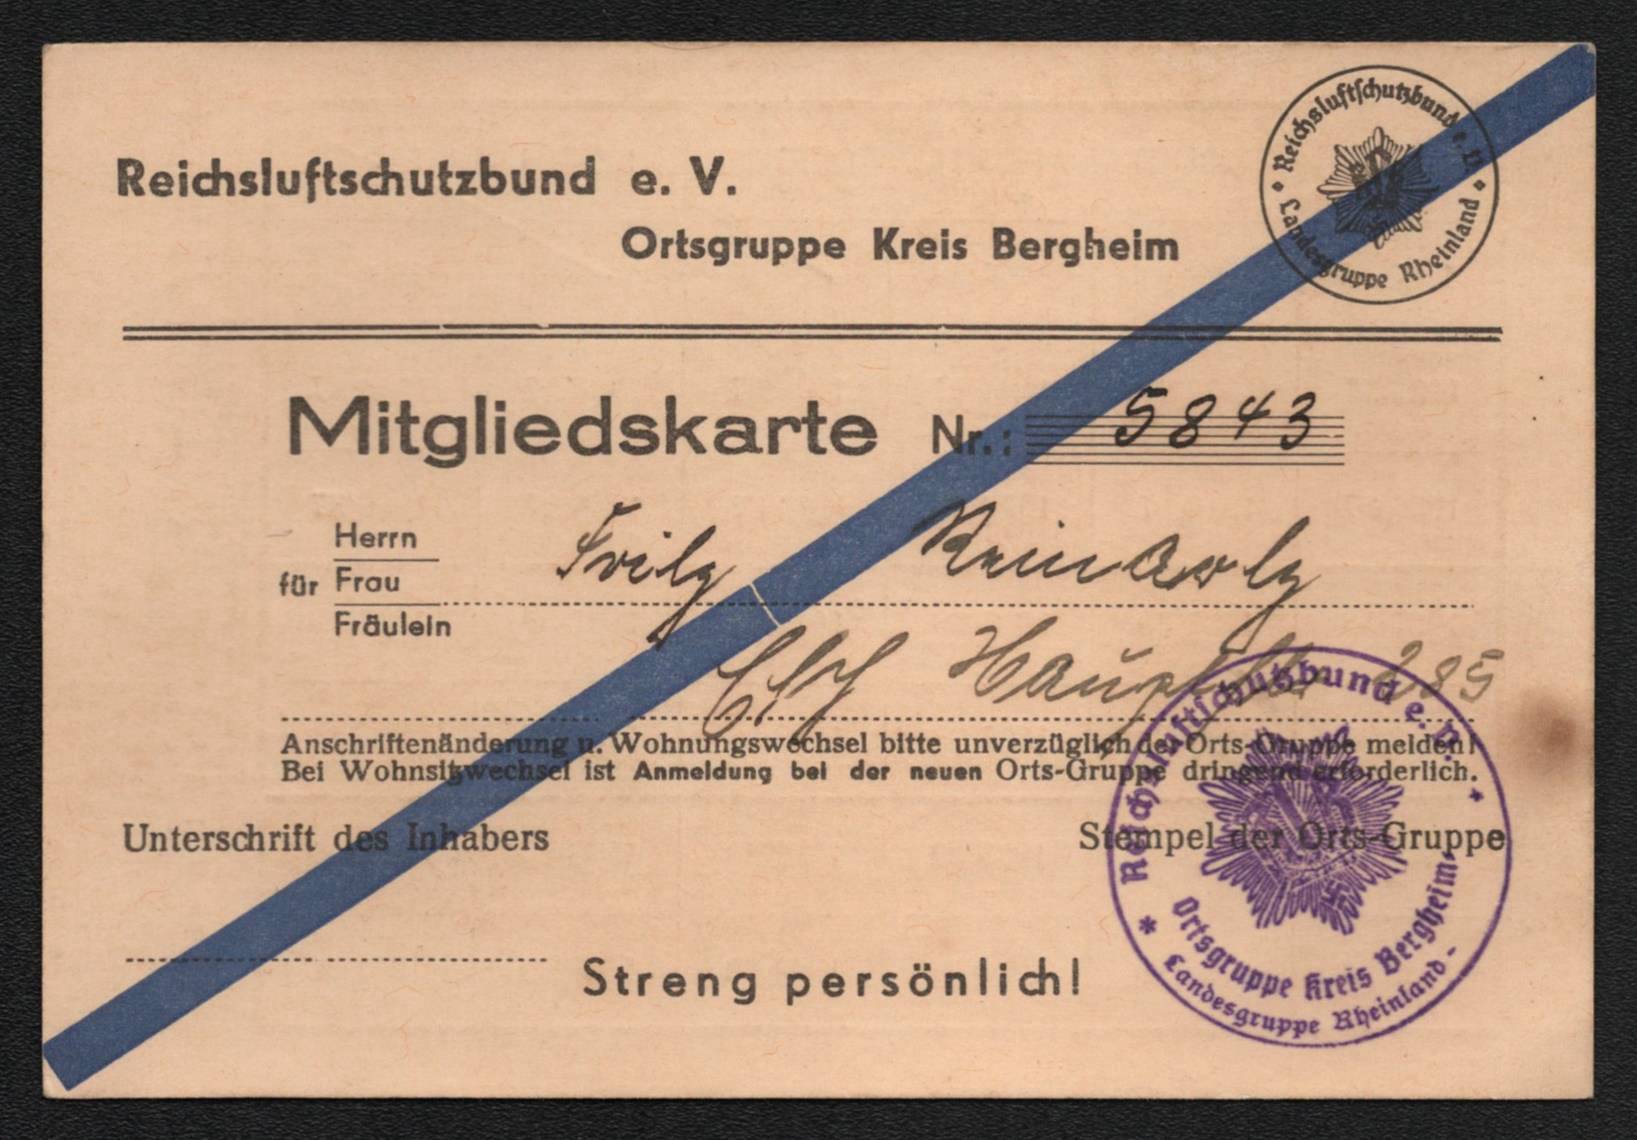 Reichsluftschutzbund e. V.
Ortsgruppe Kreis Bergheim
Reichsluftschutzbund e. V.
Landesgruppe Rheinland
Mitgliedskarte Nr.: 5843
Herrn
für Frau
Fräulein
Fritz
285
Anschriftenänderung u. Wohnungswechsel bitte unverzüglich der Orts-Gruppe melden!
Bei Wohnsitzwechsel ist Anmeldung bei der neuen Orts-Gruppe dringend erforderlich.
Unterschrift des Inhabers
Stempel der Orts-Gruppe
Reichsluftschutzbund e. V.
Ortsgruppe Kreis Bergheim
Landesgruppe Rheinland
Streng persönlich!